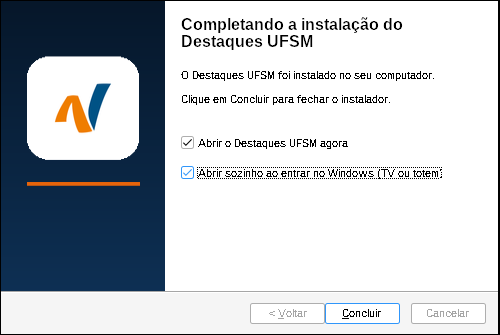 Completando a instalação do
Destaques UFSM
O Destaques UFSM foi instalado no seu computador.
Clique em Concluir para fechar o instalador.
Abrir o Destaques UFSM agora
Abrir sozinho ao entrar no Windows (TV ou totem
< Voltar
Concluir
Cancelar